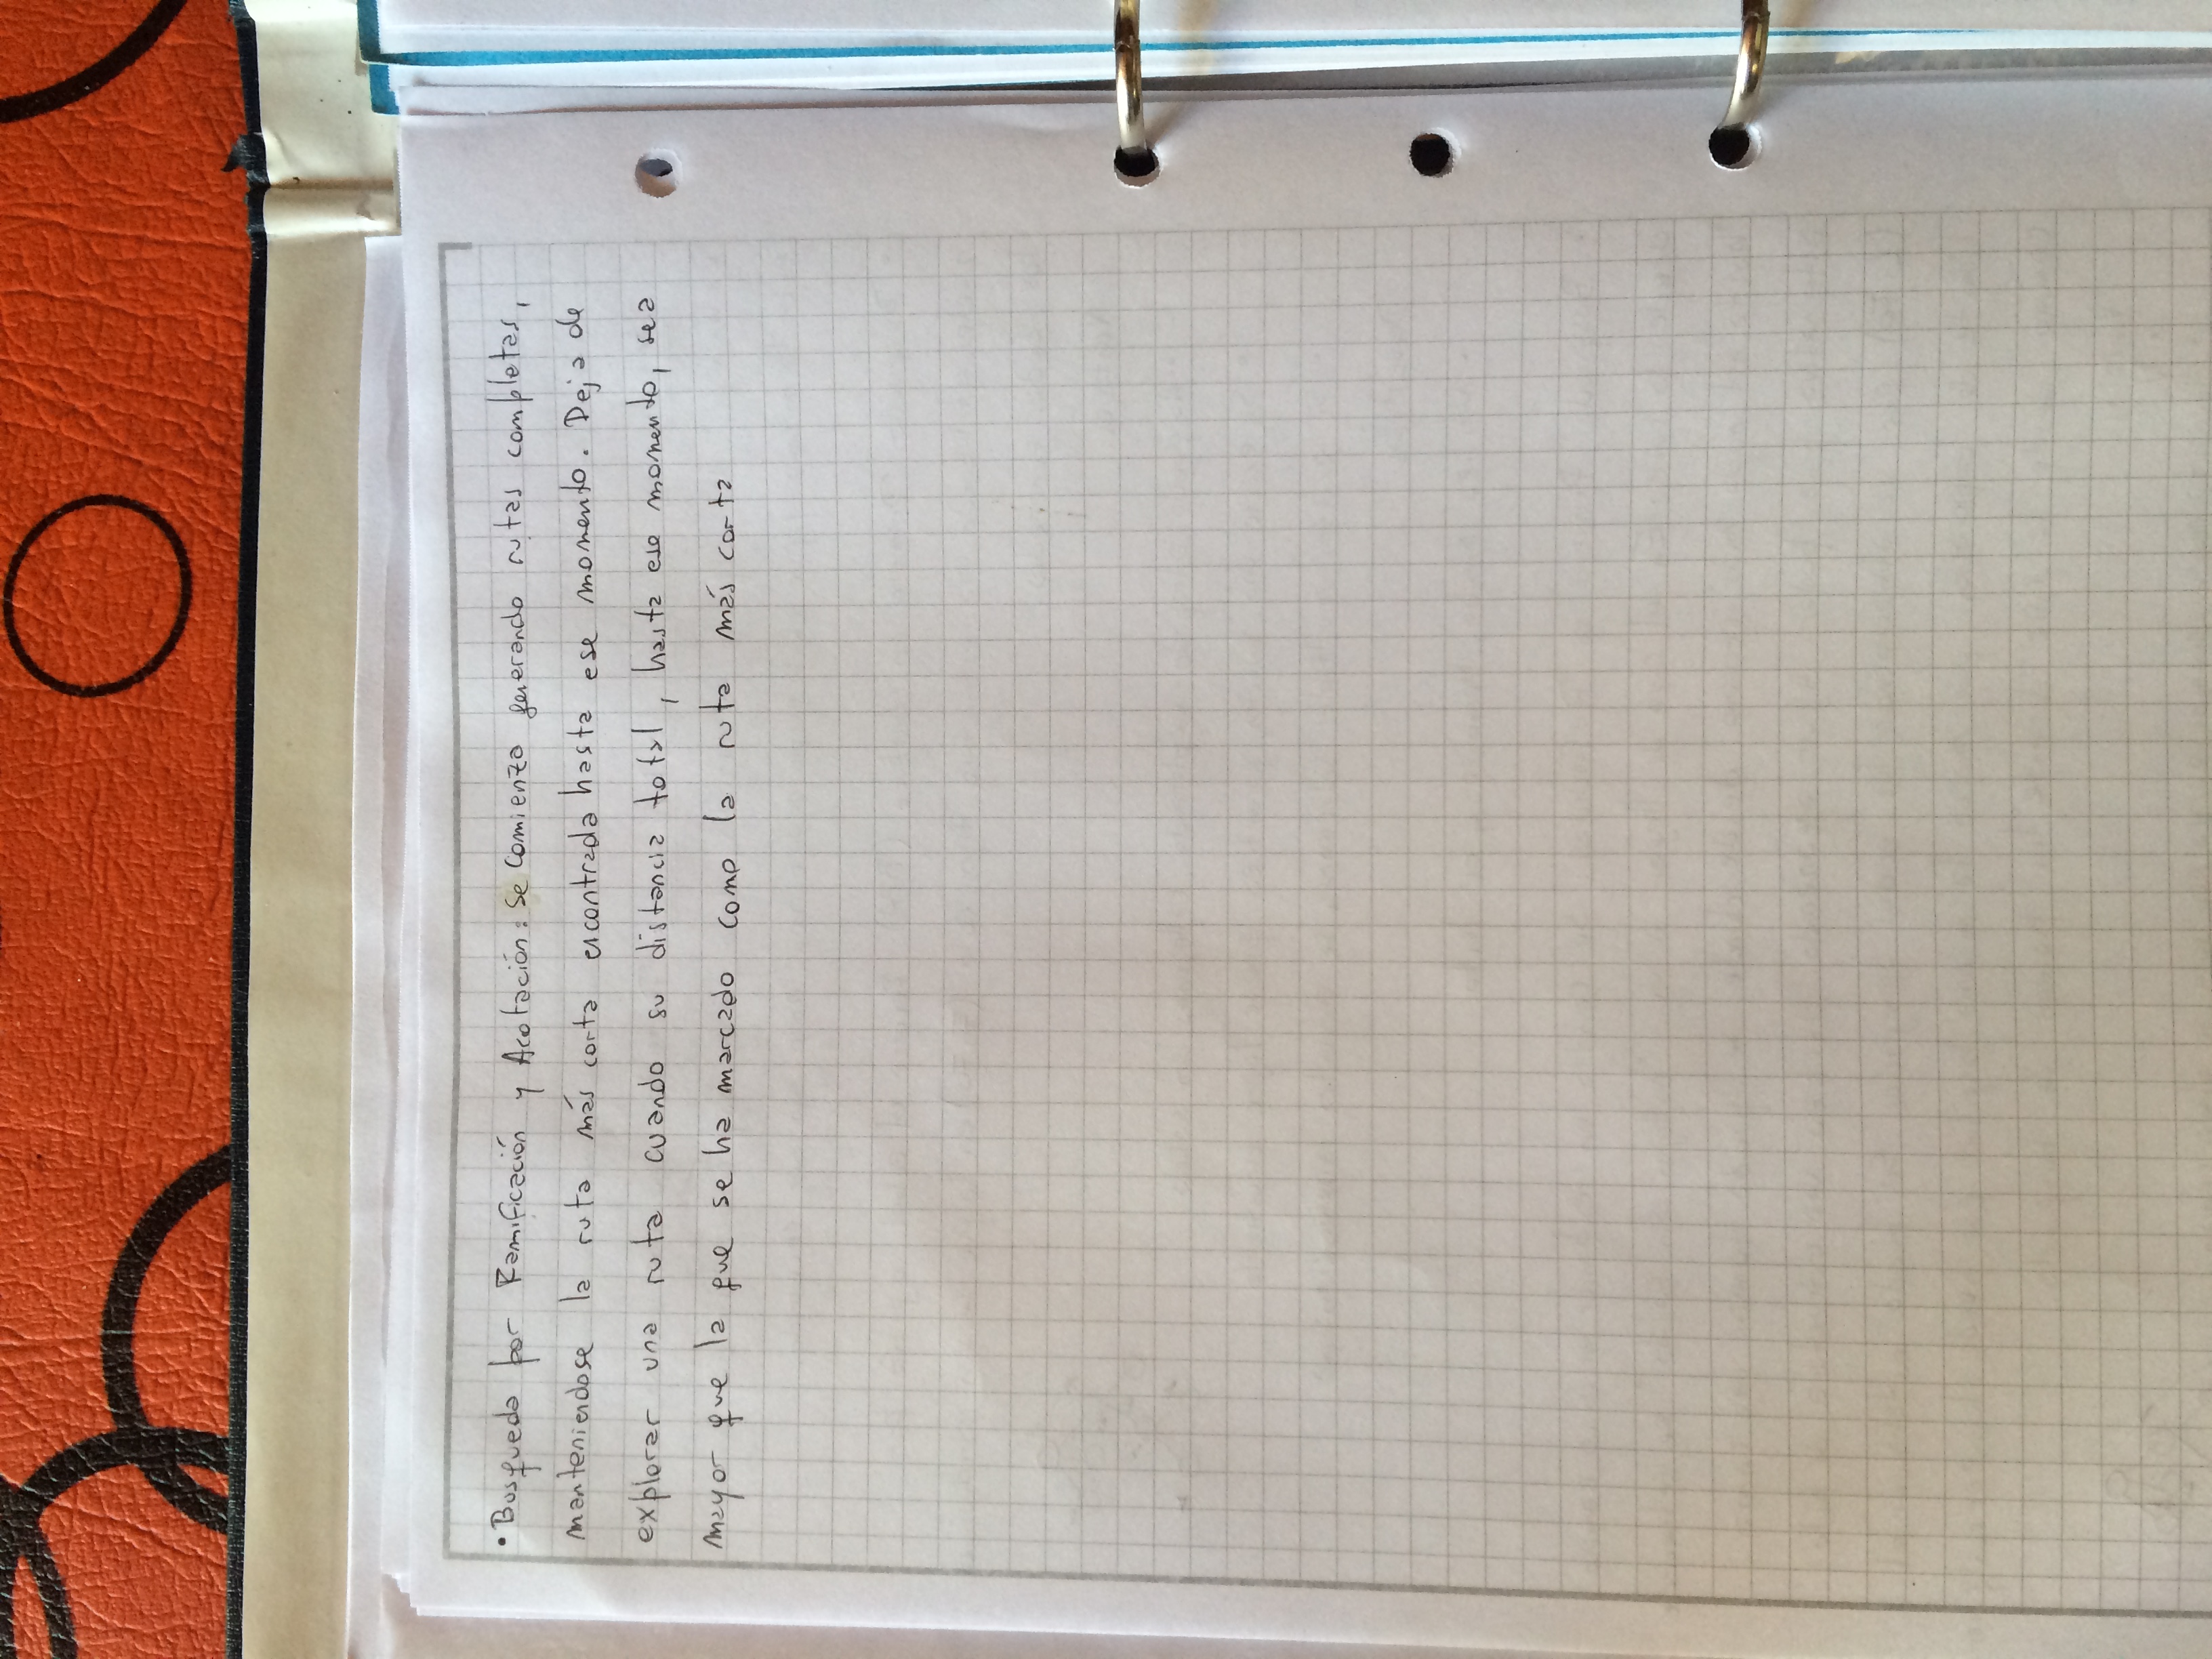 • Busqueda por Ramificación y Acotación: Se comienza generando rutas completas,
manteniendose la ruta más corta encontrada hasta ese momento. Deja de
explorar una ruta cuando su distancia total, hasta ese momento, sea
mayor que la que se ha marcado como la ruta más corta